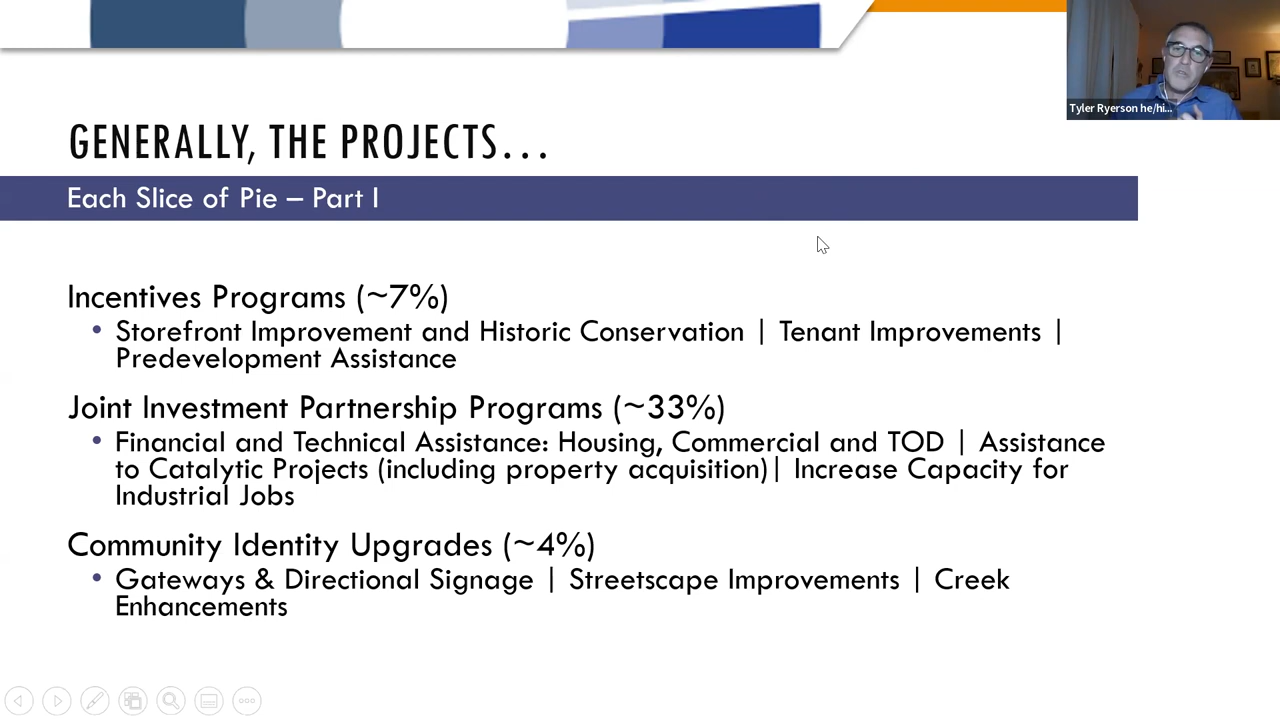 Tyler Ryerson he/hi...
GENERALLY, THE PROJECTS...
Each Slice of Pie – Part I
Incentives Programs (~7%)
• Storefront Improvement and Historic Conservation | Tenant Improvements |
Predevelopment Assistance
Joint Investment Partnership Programs (~33%)
• Financial and Technical Assistance: Housing, Commercial and TOD | Assistance
to Catalytic Projects (including property acquisition)| Increase Capacity for
Industrial Jobs
Community Identity Upgrades (~4%)
• Gateways & Directional Signage | Streetscape Improvements | Creek
Enhancements